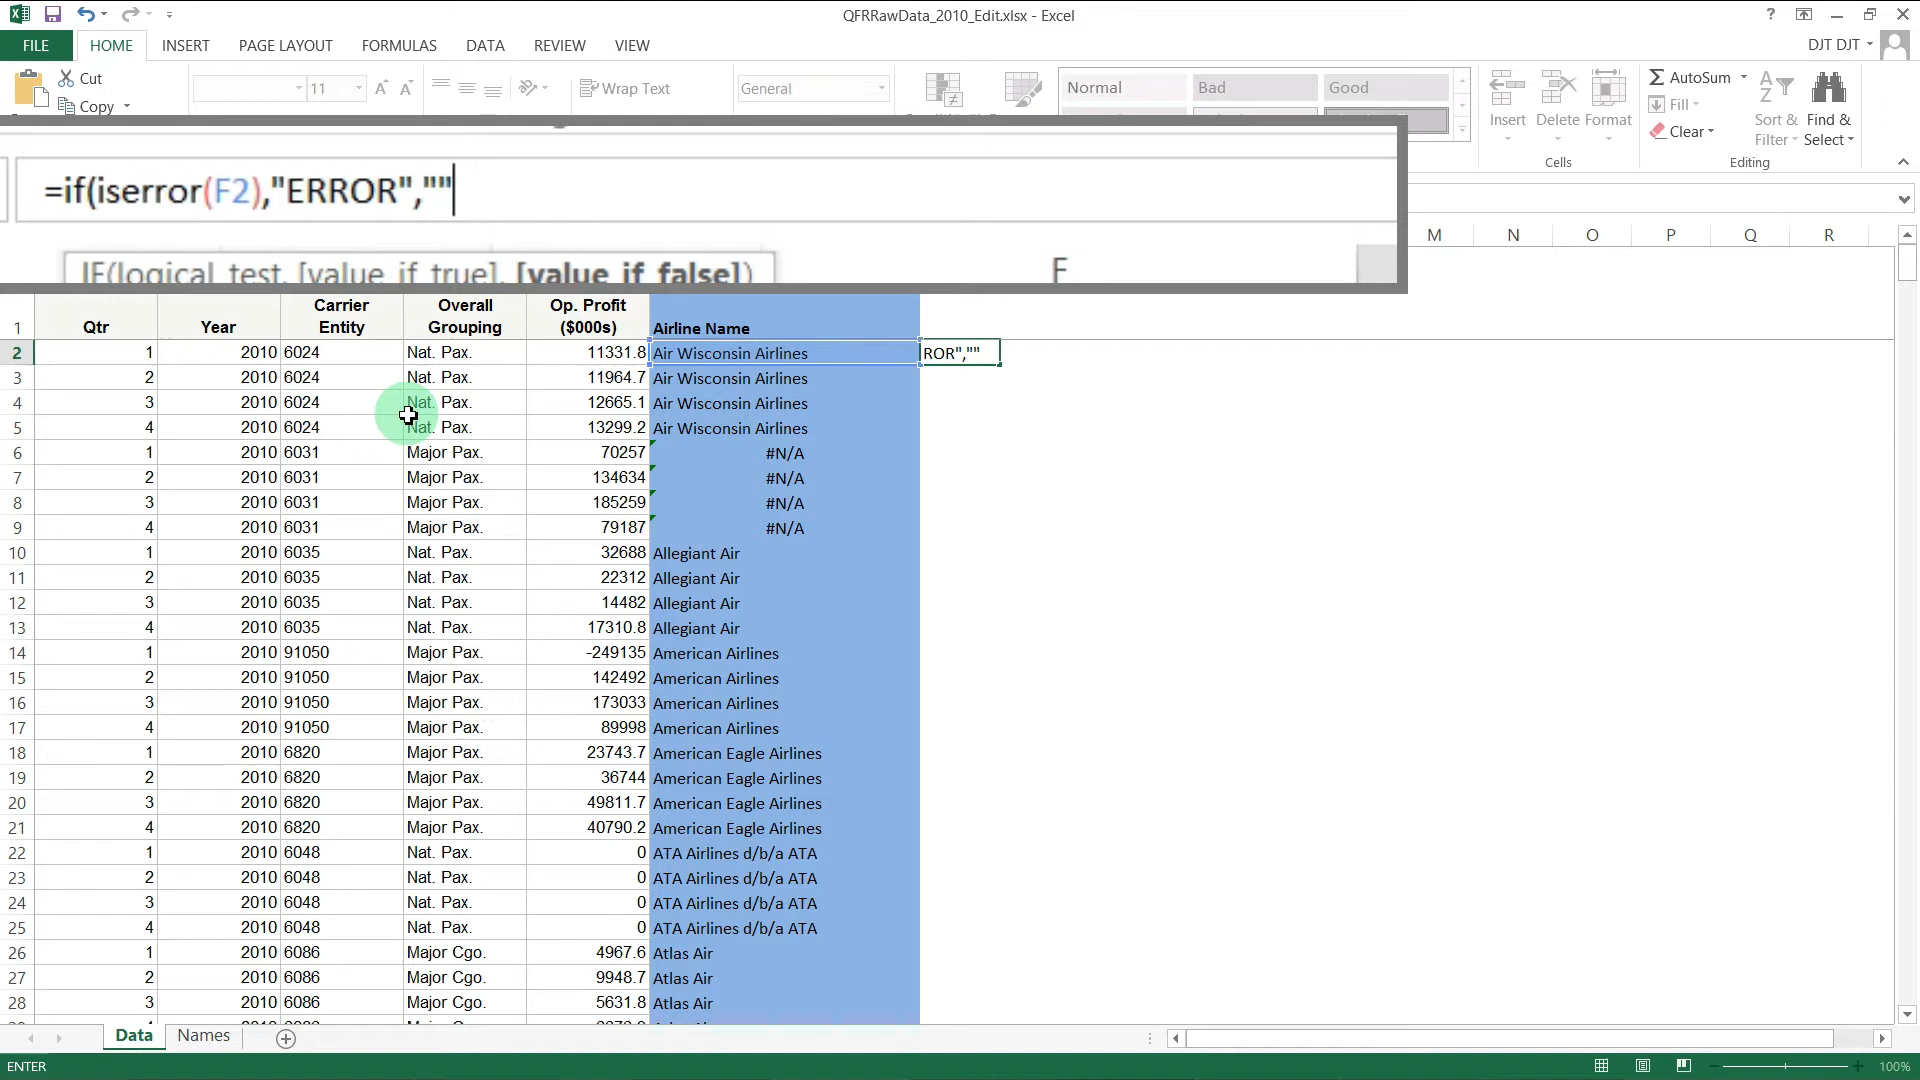 QFRRawData_2010_Edit.xlsx - Excel
FILE HOME INSERT PAGE LAYOUT FORMULAS DATA REVIEW VIEW DJT DJT
Cut
Copy
11
Wrap Text
General
Normal Bad Good
Insert Delete Format
Cells
AutoSum
Fill
Clear
Sort & Filter
Find & Select
Editing
=if(iserror(F2),"ERROR",""
IF(logical_test, [value_if_true], [value_if_false])
F
M N O P Q R
1 Qtr Year Carrier Entity Overall Grouping Op. Profit ($000s) Airline Name
2 1 2010 6024 Nat. Pax. 11331.8 Air Wisconsin Airlines ROR",""
3 2 2010 6024 Nat. Pax. 11964.7 Air Wisconsin Airlines
4 3 2010 6024 Nat. Pax. 12665.1 Air Wisconsin Airlines
5 4 2010 6024 Nat. Pax. 13299.2 Air Wisconsin Airlines
6 1 2010 6031 Major Pax. 70257 #N/A
7 2 2010 6031 Major Pax. 134634 #N/A
8 3 2010 6031 Major Pax. 185259 #N/A
9 4 2010 6031 Major Pax. 79187 #N/A
10 1 2010 6035 Nat. Pax. 32688 Allegiant Air
11 2 2010 6035 Nat. Pax. 22312 Allegiant Air
12 3 2010 6035 Nat. Pax. 14482 Allegiant Air
13 4 2010 6035 Nat. Pax. 17310.8 Allegiant Air
14 1 2010 91050 Major Pax. -249135 American Airlines
15 2 2010 91050 Major Pax. 142492 American Airlines
16 3 2010 91050 Major Pax. 173033 American Airlines
17 4 2010 91050 Major Pax. 89998 American Airlines
18 1 2010 6820 Major Pax. 23743.7 American Eagle Airlines
19 2 2010 6820 Major Pax. 36744 American Eagle Airlines
20 3 2010 6820 Major Pax. 49811.7 American Eagle Airlines
21 4 2010 6820 Major Pax. 40790.2 American Eagle Airlines
22 1 2010 6048 Nat. Pax. 0 ATA Airlines d/b/a ATA
23 2 2010 6048 Nat. Pax. 0 ATA Airlines d/b/a ATA
24 3 2010 6048 Nat. Pax. 0 ATA Airlines d/b/a ATA
25 4 2010 6048 Nat. Pax. 0 ATA Airlines d/b/a ATA
26 1 2010 6086 Major Cgo. 4967.6 Atlas Air
27 2 2010 6086 Major Cgo. 9948.7 Atlas Air
28 3 2010 6086 Major Cgo. 5631.8 Atlas Air
Data Names
ENTER 100%